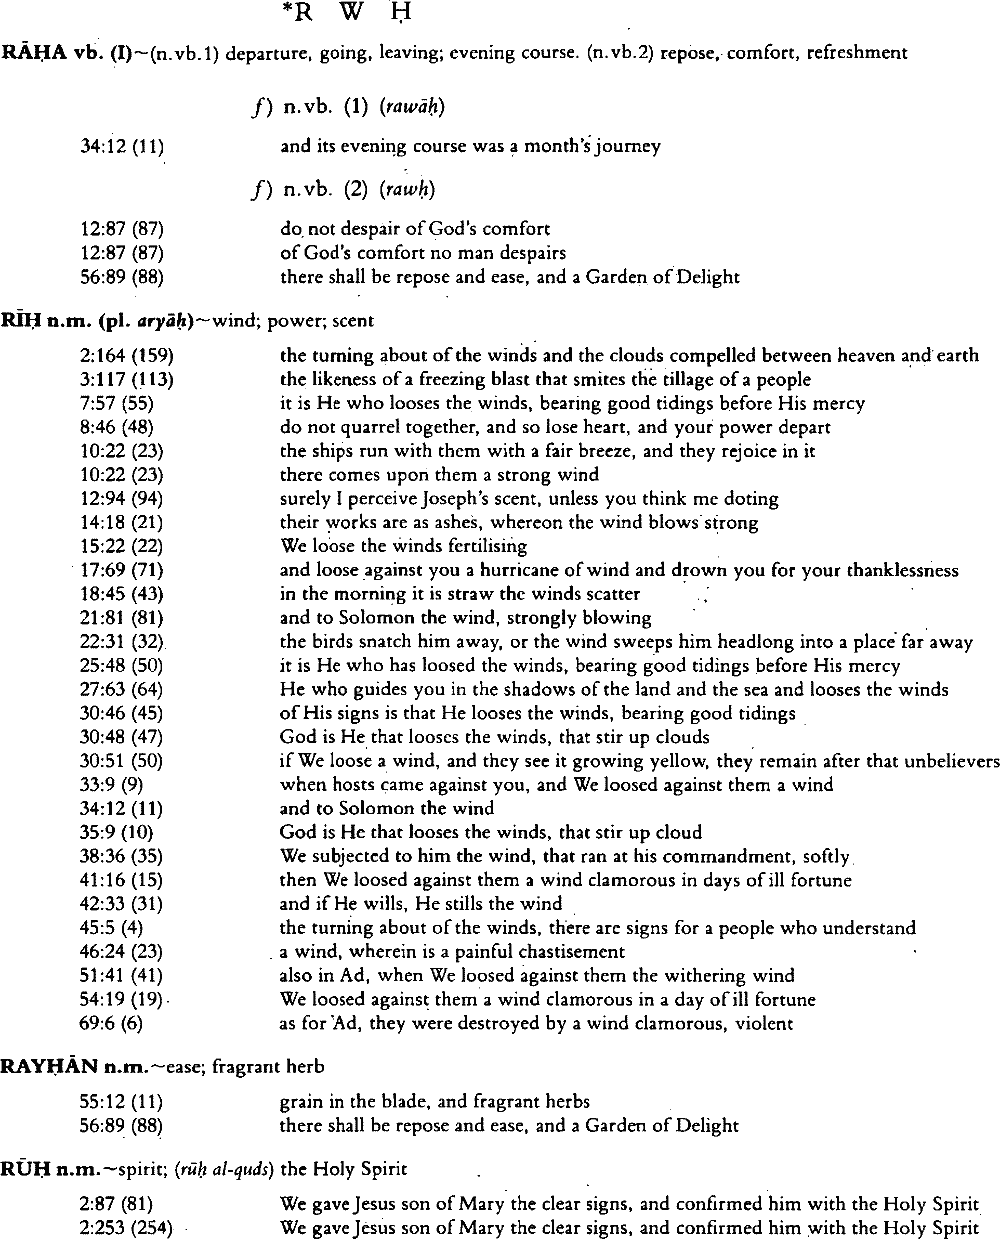 *R W Ḥ
RĀḤA vb. (I)~(n.vb.1) departure, going, leaving; evening course. (n.vb.2) repose, comfort, refreshment
f) n.vb. (1) (rawāḥ)
34:12 (11) and its evening course was a month's journey
f) n.vb. (2) (rawḥ)
12:87 (87) do not despair of God's comfort
12:87 (87) of God's comfort no man despairs
56:89 (88) there shall be repose and ease, and a Garden of Delight
RĪḤ n.m. (pl. aryāḥ)~wind; power; scent
2:164 (159) the turning about of the winds and the clouds compelled between heaven and earth
3:117 (113) the likeness of a freezing blast that smites the tillage of a people
7:57 (55) it is He who looses the winds, bearing good tidings before His mercy
8:46 (48) do not quarrel together, and so lose heart, and your power depart
10:22 (23) the ships run with them with a fair breeze, and they rejoice in it
10:22 (23) there comes upon them a strong wind
12:94 (94) surely I perceive Joseph's scent, unless you think me doting
14:18 (21) their works are as ashes, whereon the wind blows strong
15:22 (22) We loose the winds fertilising
17:69 (71) and loose against you a hurricane of wind and drown you for your thanklessness
18:45 (43) in the morning it is straw the winds scatter
21:81 (81) and to Solomon the wind, strongly blowing
22:31 (32) the birds snatch him away, or the wind sweeps him headlong into a place far away
25:48 (50) it is He who has loosed the winds, bearing good tidings before His mercy
27:63 (64) He who guides you in the shadows of the land and the sea and looses the winds
30:46 (45) of His signs is that He looses the winds, bearing good tidings
30:48 (47) God is He that looses the winds, that stir up clouds
30:51 (50) if We loose a wind, and they see it growing yellow, they remain after that unbelievers
33:9 (9) when hosts came against you, and We loosed against them a wind
34:12 (11) and to Solomon the wind
35:9 (10) God is He that looses the winds, that stir up cloud
38:36 (35) We subjected to him the wind, that ran at his commandment, softly
41:16 (15) then We loosed against them a wind clamorous in days of ill fortune
42:33 (31) and if He wills, He stills the wind
45:5 (4) the turning about of the winds, there are signs for a people who understand
46:24 (23) a wind, wherein is a painful chastisement
51:41 (41) also in Ad, when We loosed against them the withering wind
54:19 (19) We loosed against them a wind clamorous in a day of ill fortune
69:6 (6) as for 'Ad, they were destroyed by a wind clamorous, violent
RAYḤĀN n.m.~ease; fragrant herb
55:12 (11) grain in the blade, and fragrant herbs
56:89 (88) there shall be repose and ease, and a Garden of Delight
RŪḤ n.m.~spirit; (rūḥ al-quds) the Holy Spirit
2:87 (81) We gave Jesus son of Mary the clear signs, and confirmed him with the Holy Spirit
2:253 (254) We gave Jesus son of Mary the clear signs, and confirmed him with the Holy Spirit